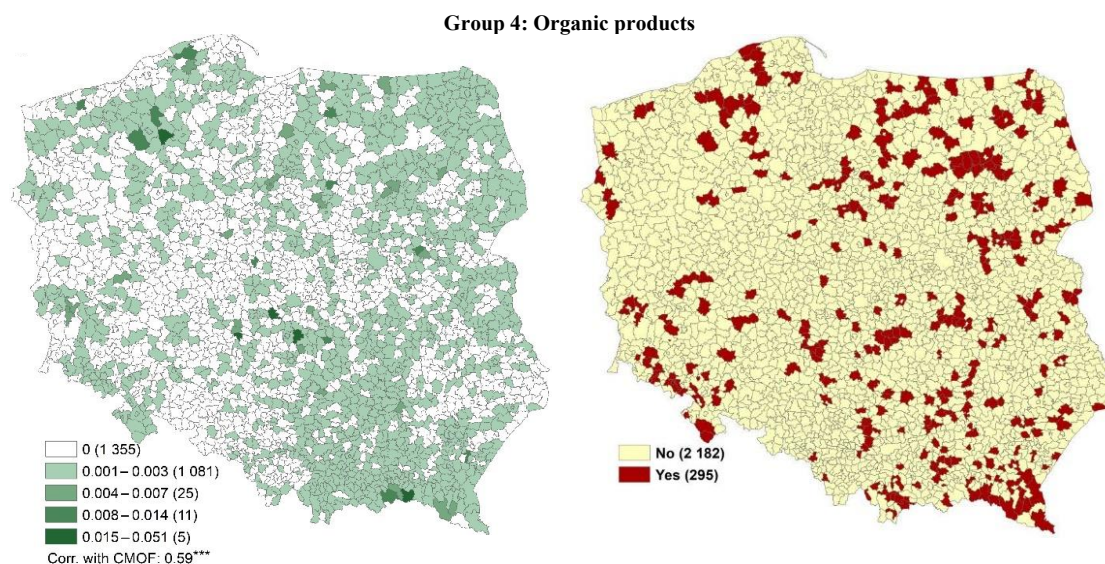 Group 4: Organic products
0 (1 355)
0.001 – 0.003 (1 081)
0.004 – 0.007 (25)
0.008 – 0.014 (11)
0.015 – 0.051 (5)
Corr. with CMOF: 0.59***
No (2 182)
Yes (295)